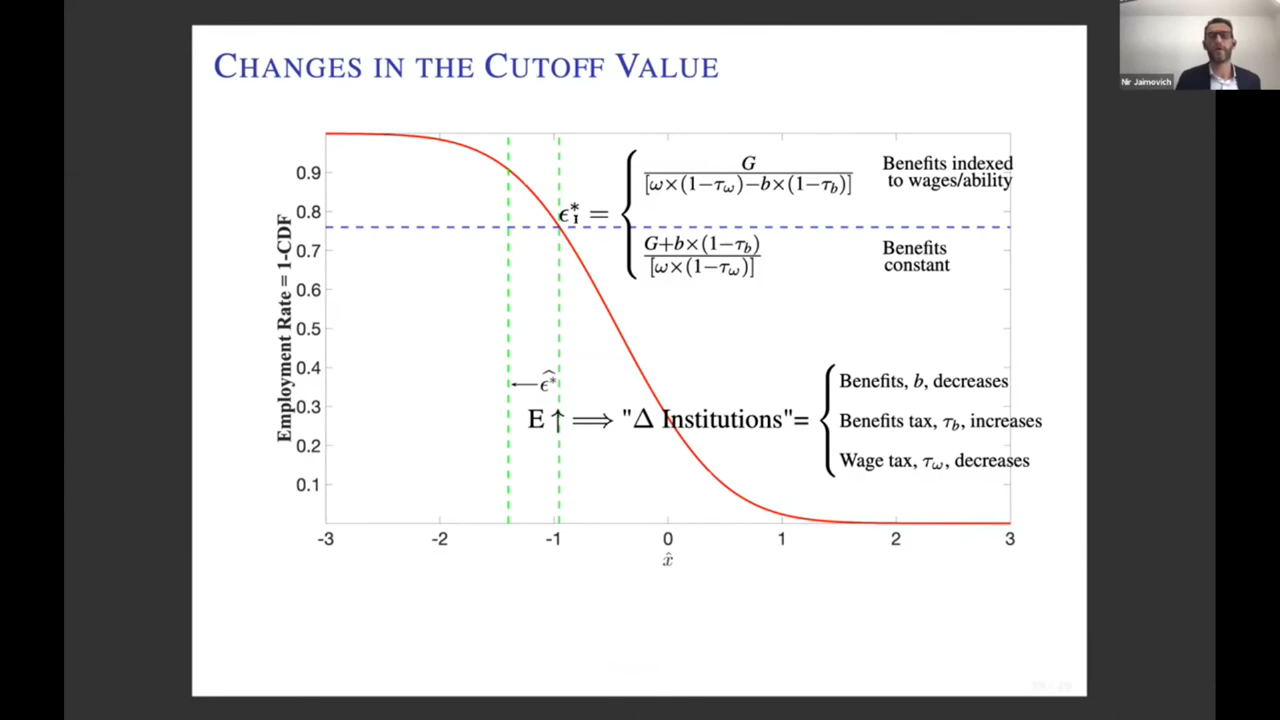 CHANGES IN THE CUTOFF VALUE
Nir Jaimovich
Employment Rate = 1-CDF
0.9
0.8
0.7
0.6
0.5
0.4
0.3
0.2
0.1
-3 -2 -1 0 1 2 3
x̂
ϵ₁* =
G
[ω×(1−τω)−b×(1−τb)]
Benefits indexed
to wages/ability
G+b×(1−τb)
[ω×(1−τω)]
Benefits
constant
← ϵ̂*
E ↑ ⟹ "Δ Institutions"=
Benefits, b, decreases
Benefits tax, τb, increases
Wage tax, τω, decreases